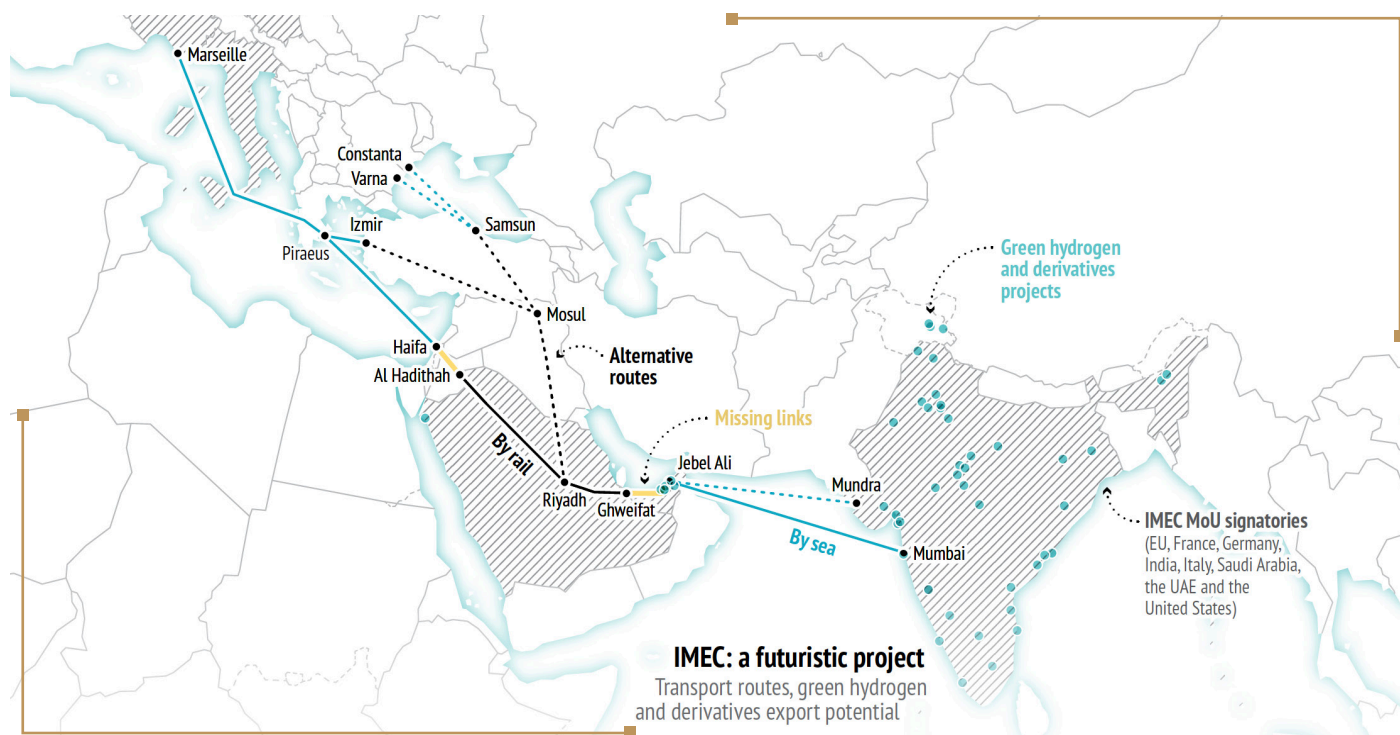 Marseille
Constanta
Varna
Samsun
Izmir
Piraeus
Mosul
Haifa
Al Hadithah
Alternative
routes
Green hydrogen
and derivatives
projects
Missing links
By rail
Riyadh
Ghweifat
Jebel Ali
Mundra
By sea
Mumbai
IMEC MoU signatories
(EU, France, Germany,
India, Italy, Saudi Arabia,
the UAE and the
United States)
IMEC: a futuristic project
Transport routes, green hydrogen
and derivatives export potential